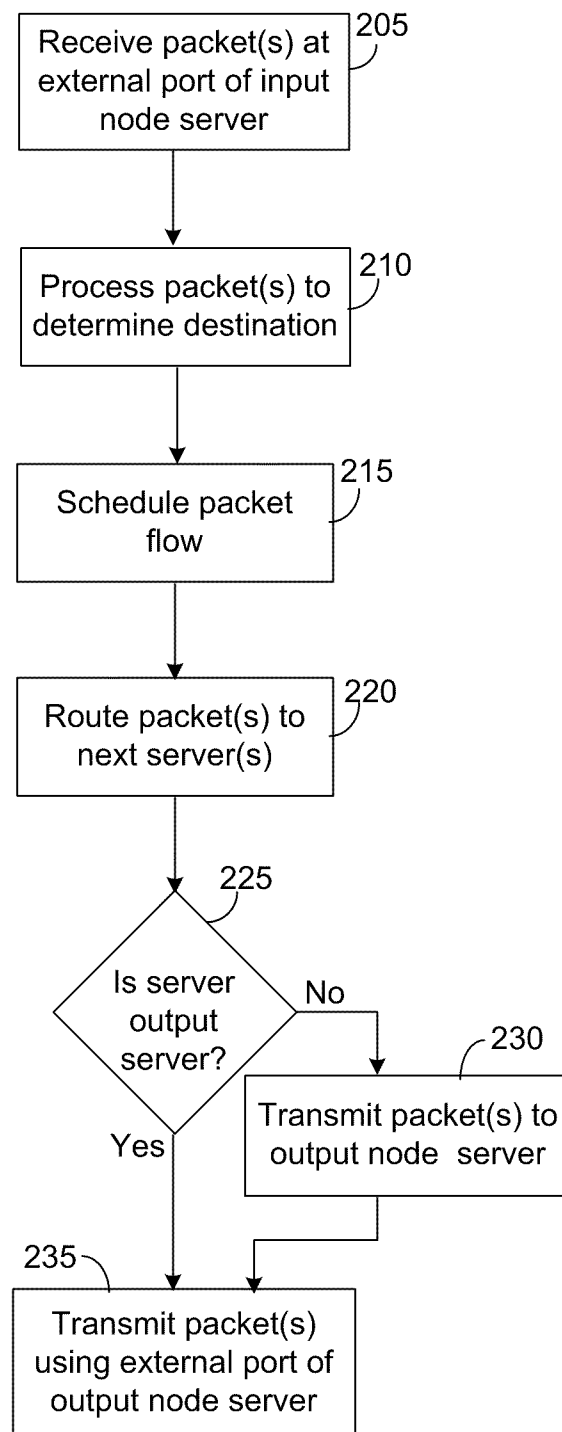 205
Receive packet(s) at
external port of input
node server
210
Process packet(s) to
determine destination
215
Schedule packet
flow
220
Route packet(s) to
next server(s)
225
Is server
output
server?
No
230
Transmit packet(s) to
output node server
Yes
235
Transmit packet(s)
using external port of
output node server